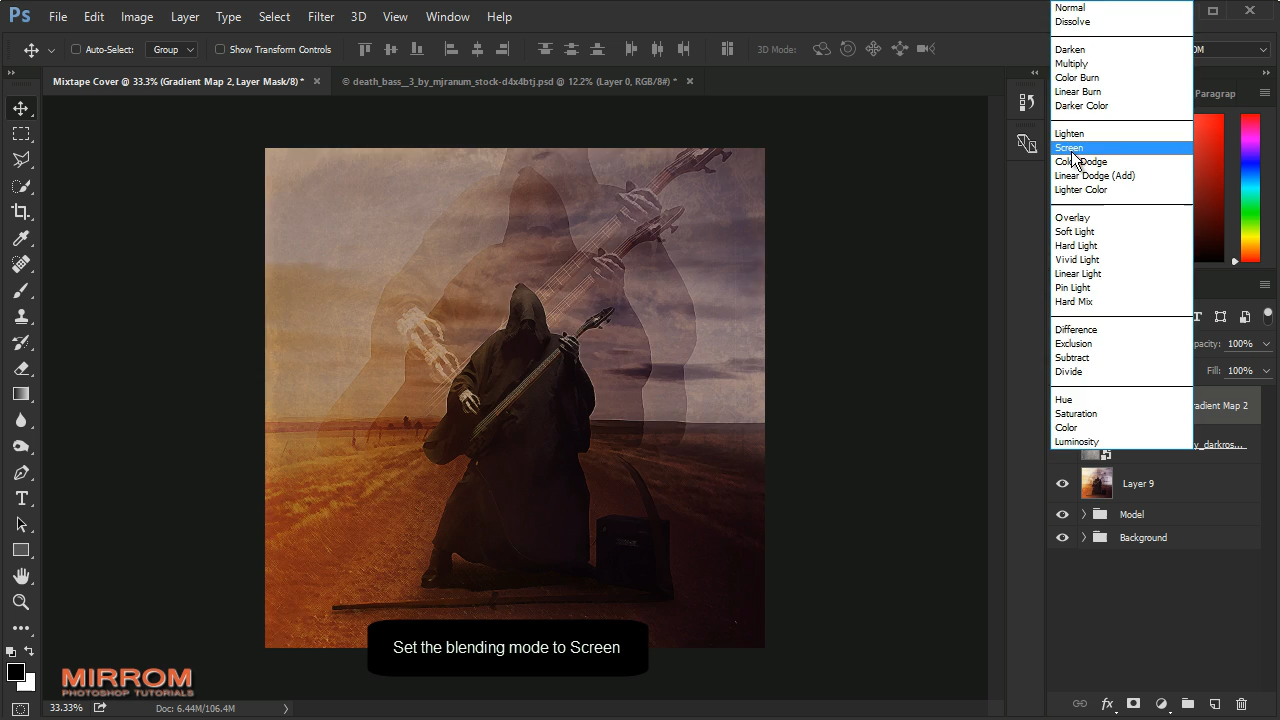 Ps File Edit Image Layer Type Select Filter 3D View Window Help
Auto-Select: Group Show Transform Controls 3D Mode:
Mixtape Cover @ 33.3% (Gradient Map 2, Layer Mask/8) * × © death_bass_3_by_mjranum_stock-d4x4btj.psd @ 12.2% (Layer 0, RGB/8#) * ×
Paragrap
Normal
Dissolve
Darken
Multiply
Color Burn
Linear Burn
Darker Color
Lighten
Screen
Color Dodge
Linear Dodge (Add)
Lighter Color
Overlay
Soft Light
Hard Light
Vivid Light
Linear Light
Pin Light
Hard Mix
Difference
Exclusion
Subtract
Divide
Hue
Saturation
Color
Luminosity
pacity: 100%
Fill: 100%
radient Map 2
y_darkros...
Layer 9
Model
Background
Set the blending mode to Screen
MIRROM
PHOTOSHOP TUTORIALS
33.33% Doc: 6.44M/106.4M